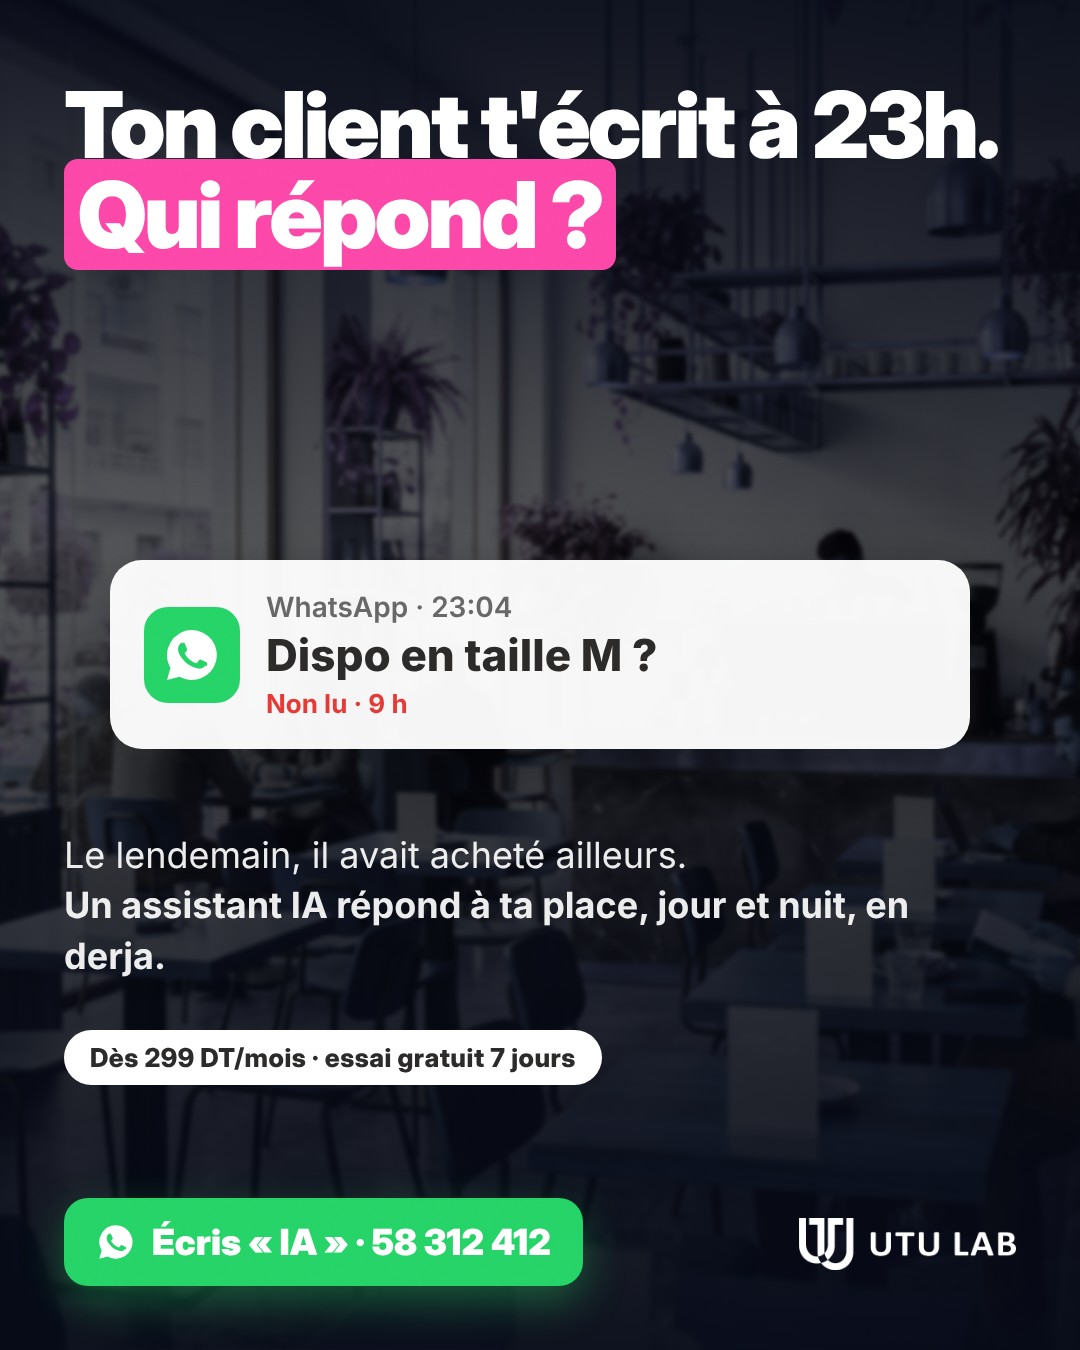 Ton client t'écrit à 23h.
Qui répond ?
WhatsApp · 23:04
Dispo en taille M ?
Non lu · 9 h
Le lendemain, il avait acheté ailleurs.
Un assistant IA répond à ta place, jour et nuit, en
derja.
Dès 299 DT/mois · essai gratuit 7 jours
Écris « IA » · 58 312 412
UTU LAB